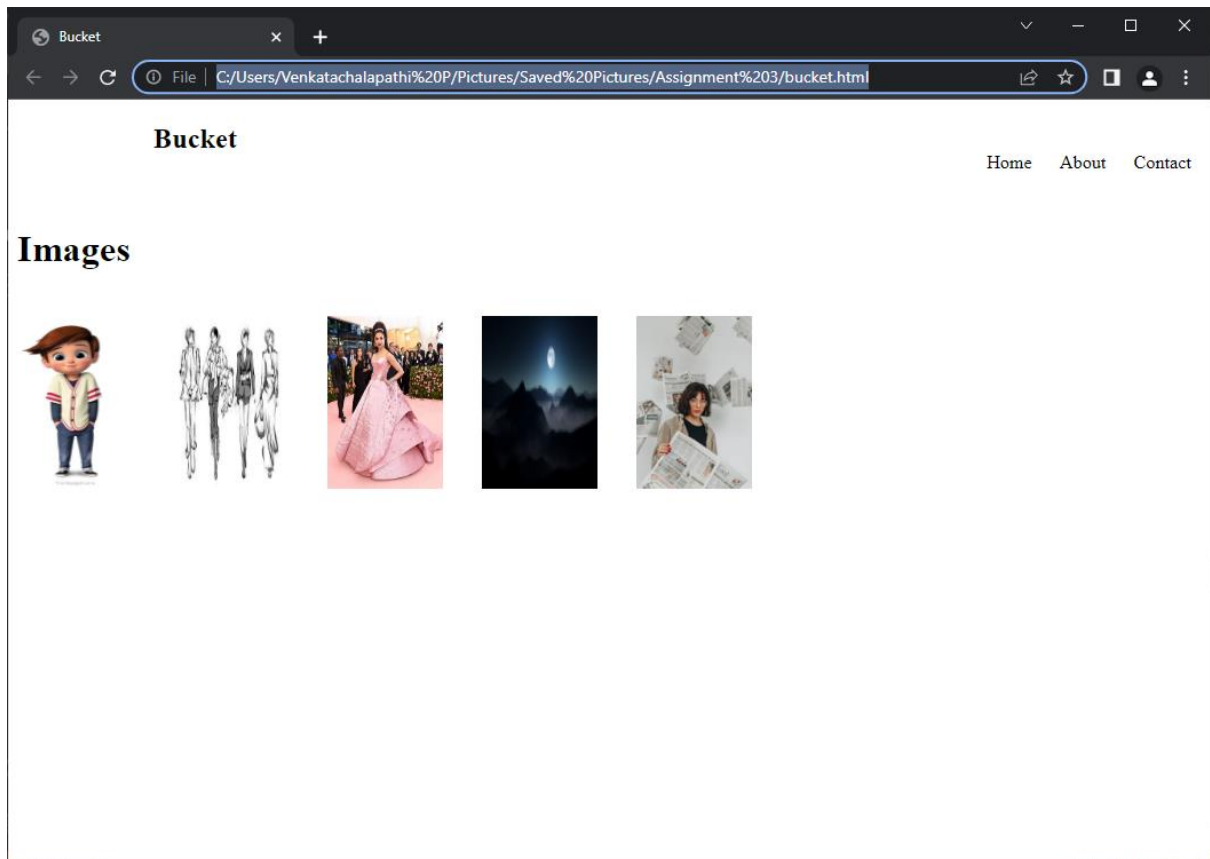 Bucket
File
C:/Users/Venkatachalapathi%20P/Pictures/Saved%20Pictures/Assignment%203/bucket.html
Bucket
Home About Contact
Images